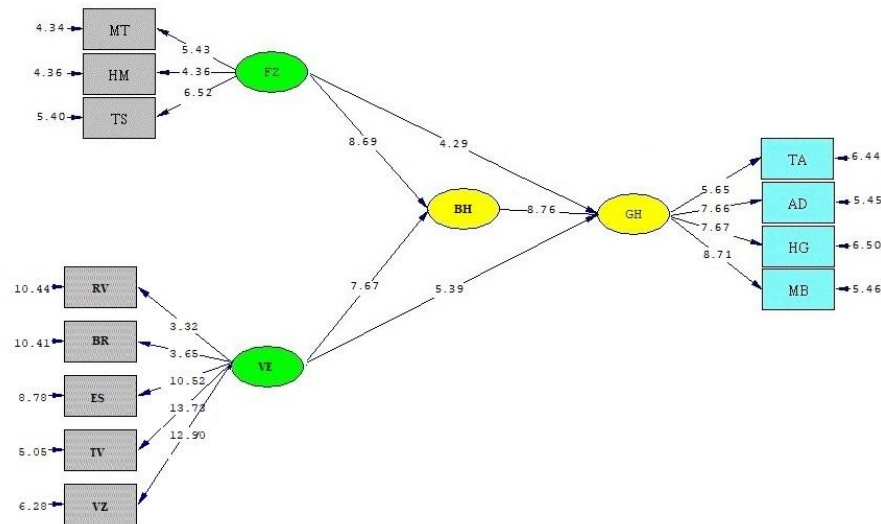 4.34 MT 5.43
4.36 HM 4.36 FZ
5.40 TS 6.52
8.69 4.29
TA 6.44
5.65
BH 8.76 GH 7.66 AD 5.45
7.67 HG 6.50
8.71
MB 5.46
10.44 RV
7.67 5.39
3.32
10.41 BR 3.65
VE
8.78 ES 10.52
13.73
5.05 TV 12.90
6.28 VZ